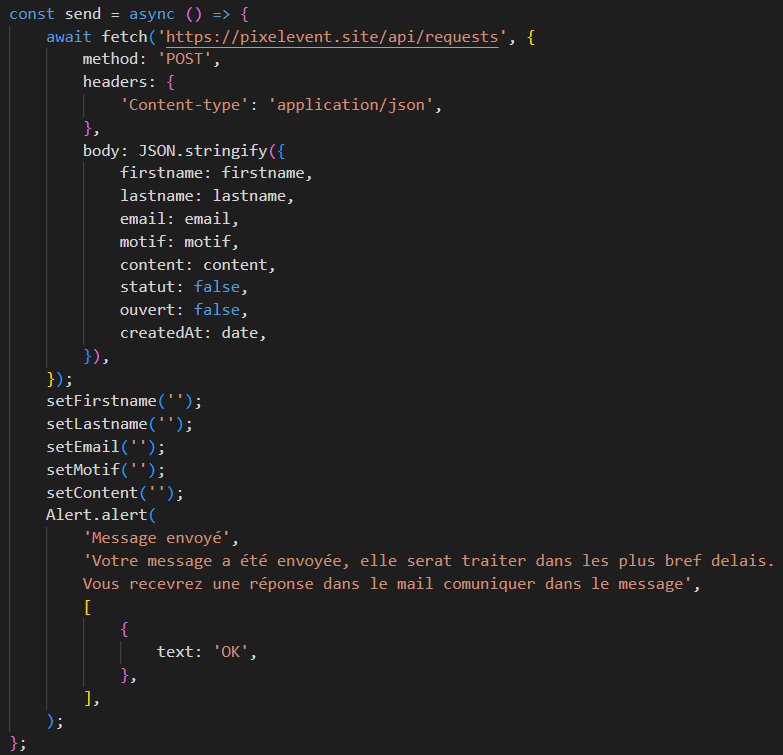 const send = async () => {
await fetch('https://pixelevent.site/api/requests', {
method: 'POST',
headers: {
'Content-type': 'application/json',
},
body: JSON.stringify({
firstname: firstname,
lastname: lastname,
email: email,
motif: motif,
content: content,
statut: false,
ouvert: false,
createdAt: date,
}),
});
setFirstname('');
setLastname('');
setEmail('');
setMotif('');
setContent('');
Alert.alert(
'Message envoyé',
'Votre message a été envoyée, elle serat traiter dans les plus bref delais.
Vous recevrez une réponse dans le mail comuniquer dans le message',
[
{
text: 'OK',
},
],
);
};